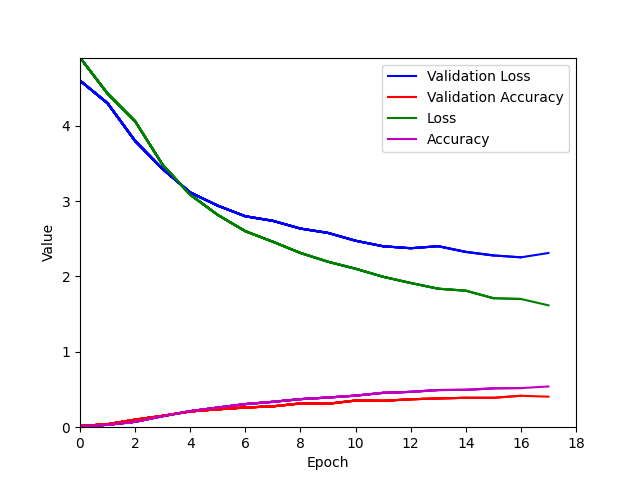 Validation Loss
Validation Accuracy
Loss
Accuracy
4
3
2
1
0
Value
0 2 4 6 8 10 12 14 16 18
Epoch